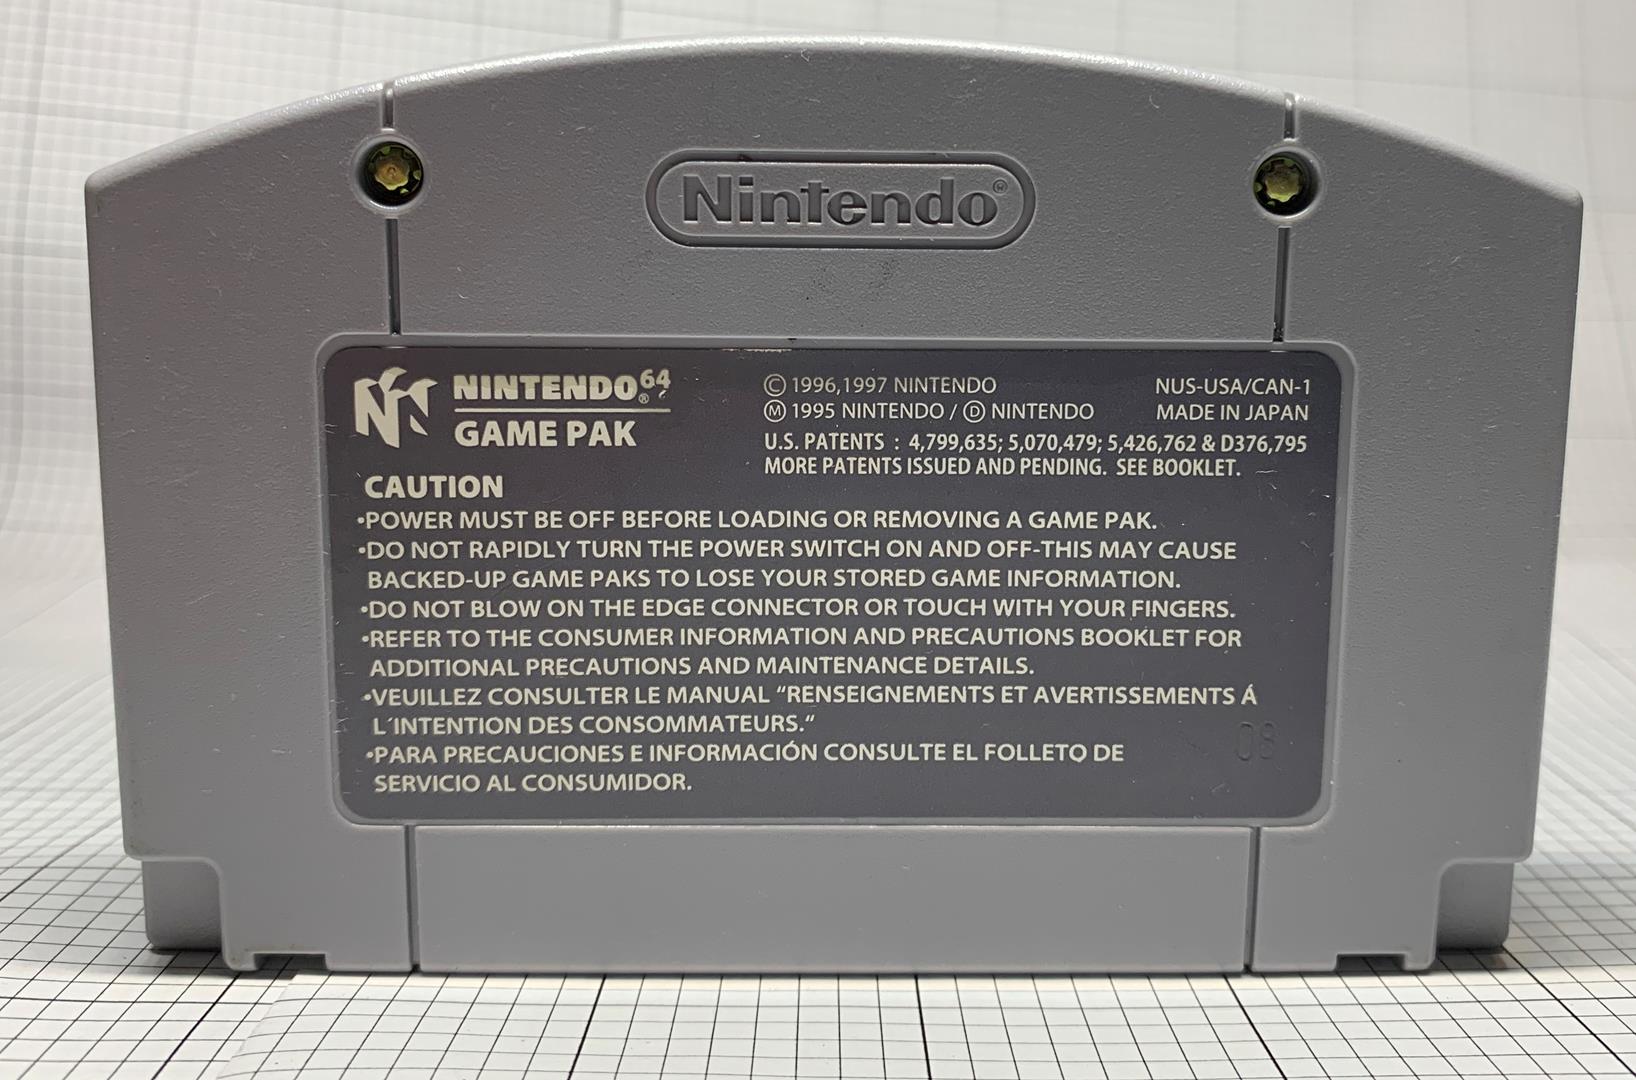 Nintendo®
NINTENDO®64
GAME PAK
© 1996,1997 NINTENDO
Ⓜ 1995 NINTENDO / Ⓓ NINTENDO
NUS-USA/CAN-1
MADE IN JAPAN
U.S. PATENTS : 4,799,635; 5,070,479; 5,426,762 & D376,795
MORE PATENTS ISSUED AND PENDING. SEE BOOKLET.
CAUTION
•POWER MUST BE OFF BEFORE LOADING OR REMOVING A GAME PAK.
•DO NOT RAPIDLY TURN THE POWER SWITCH ON AND OFF-THIS MAY CAUSE
BACKED-UP GAME PAKS TO LOSE YOUR STORED GAME INFORMATION.
•DO NOT BLOW ON THE EDGE CONNECTOR OR TOUCH WITH YOUR FINGERS.
•REFER TO THE CONSUMER INFORMATION AND PRECAUTIONS BOOKLET FOR
ADDITIONAL PRECAUTIONS AND MAINTENANCE DETAILS.
•VEUILLEZ CONSULTER LE MANUAL “RENSEIGNEMENTS ET AVERTISSEMENTS Á
L´INTENTION DES CONSOMMATEURS.“
•PARA PRECAUCIONES E INFORMACIÓN CONSULTE EL FOLLETO DE
SERVICIO AL CONSUMIDOR.